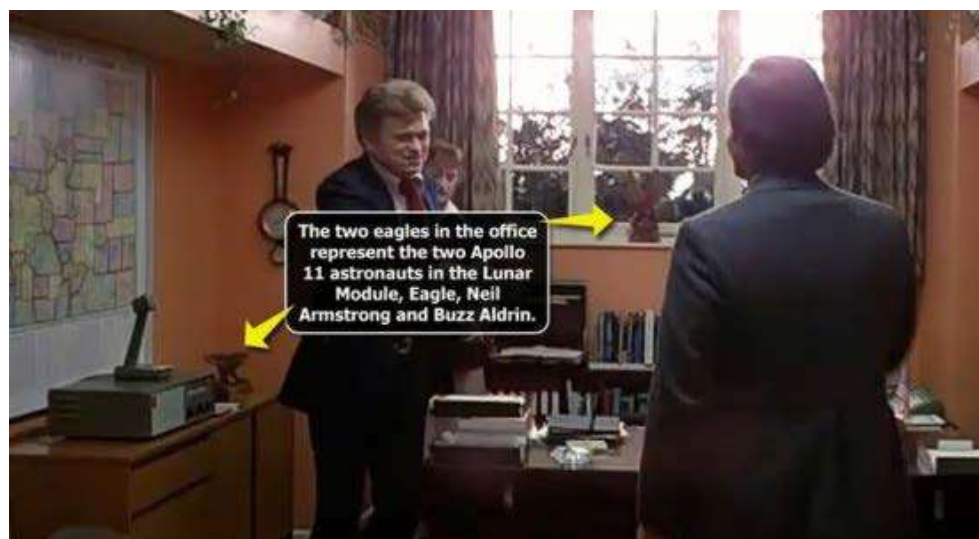 The two eagles in the office
represent the two Apollo
11 astronauts in the Lunar
Module, Eagle, Neil
Armstrong and Buzz Aldrin.